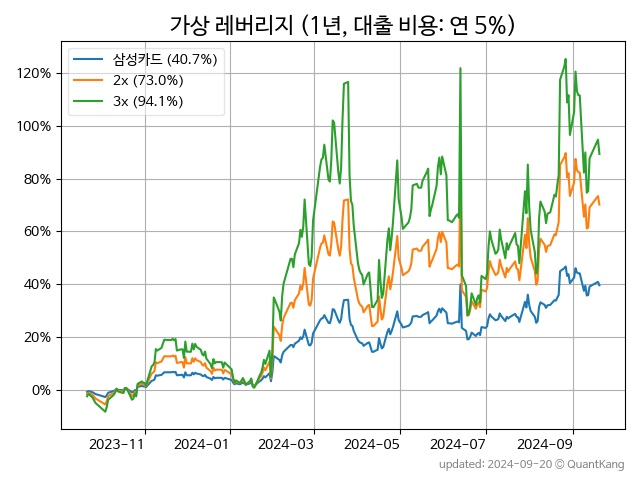 가상 레버리지 (1년, 대출 비용: 연 5%)
삼성카드 (40.7%)
2x (73.0%)
3x (94.1%)
120%
100%
80%
60%
40%
20%
0%
2023-11
2024-01
2024-03
2024-05
2024-07
2024-09
updated: 2024-09-20 © QuantKang